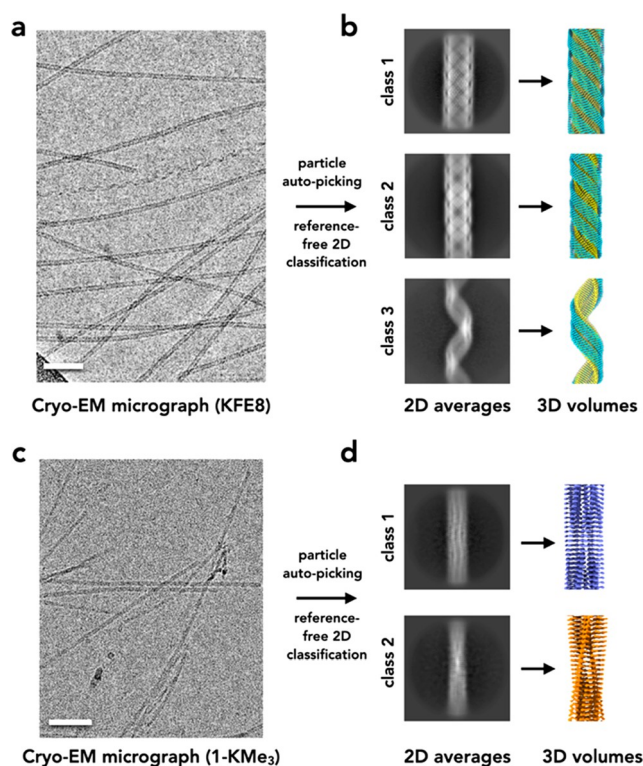 a
b
class 1
particle
auto-picking
reference-
free 2D
classification
class 2
class 3
Cryo-EM micrograph (KFE8)
2D averages
3D volumes
c
d
class 1
particle
auto-picking
reference-
free 2D
classification
class 2
Cryo-EM micrograph (1-KMe₃)
2D averages
3D volumes